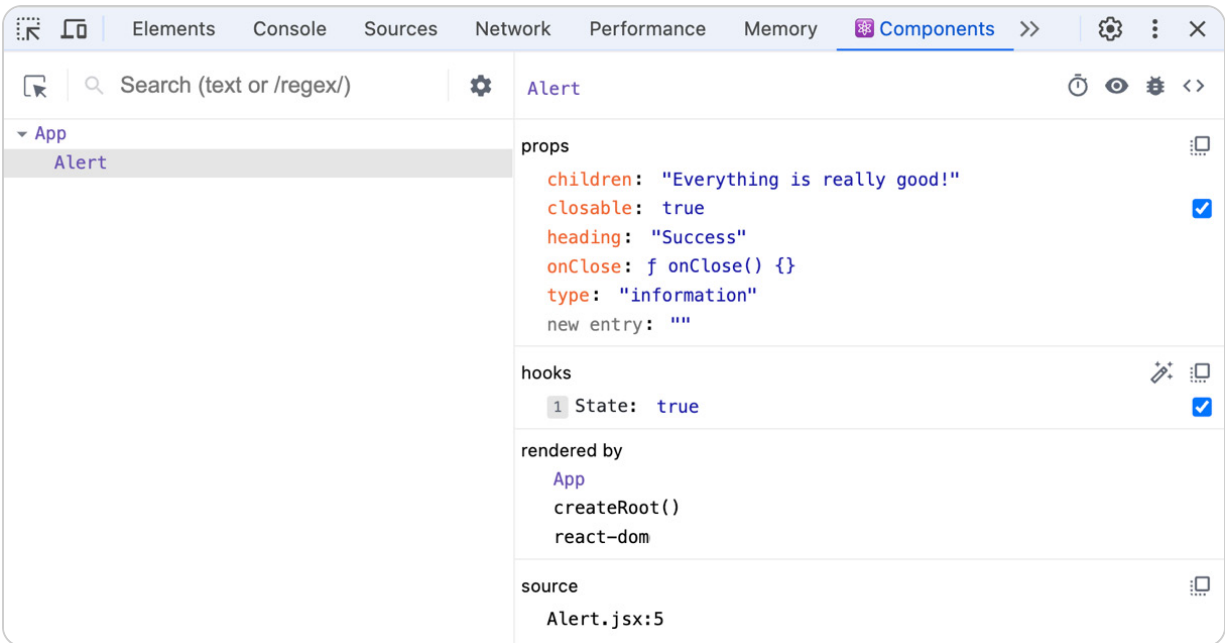 Elements Console Sources Network Performance Memory Components
Search (text or /regex/)
App
Alert
Alert
props
children: "Everything is really good!"
closable: true
heading: "Success"
onClose: ƒ onClose() {}
type: "information"
new entry: ""
hooks
1 State: true
rendered by
App
createRoot()
react-dom
source
Alert.jsx:5